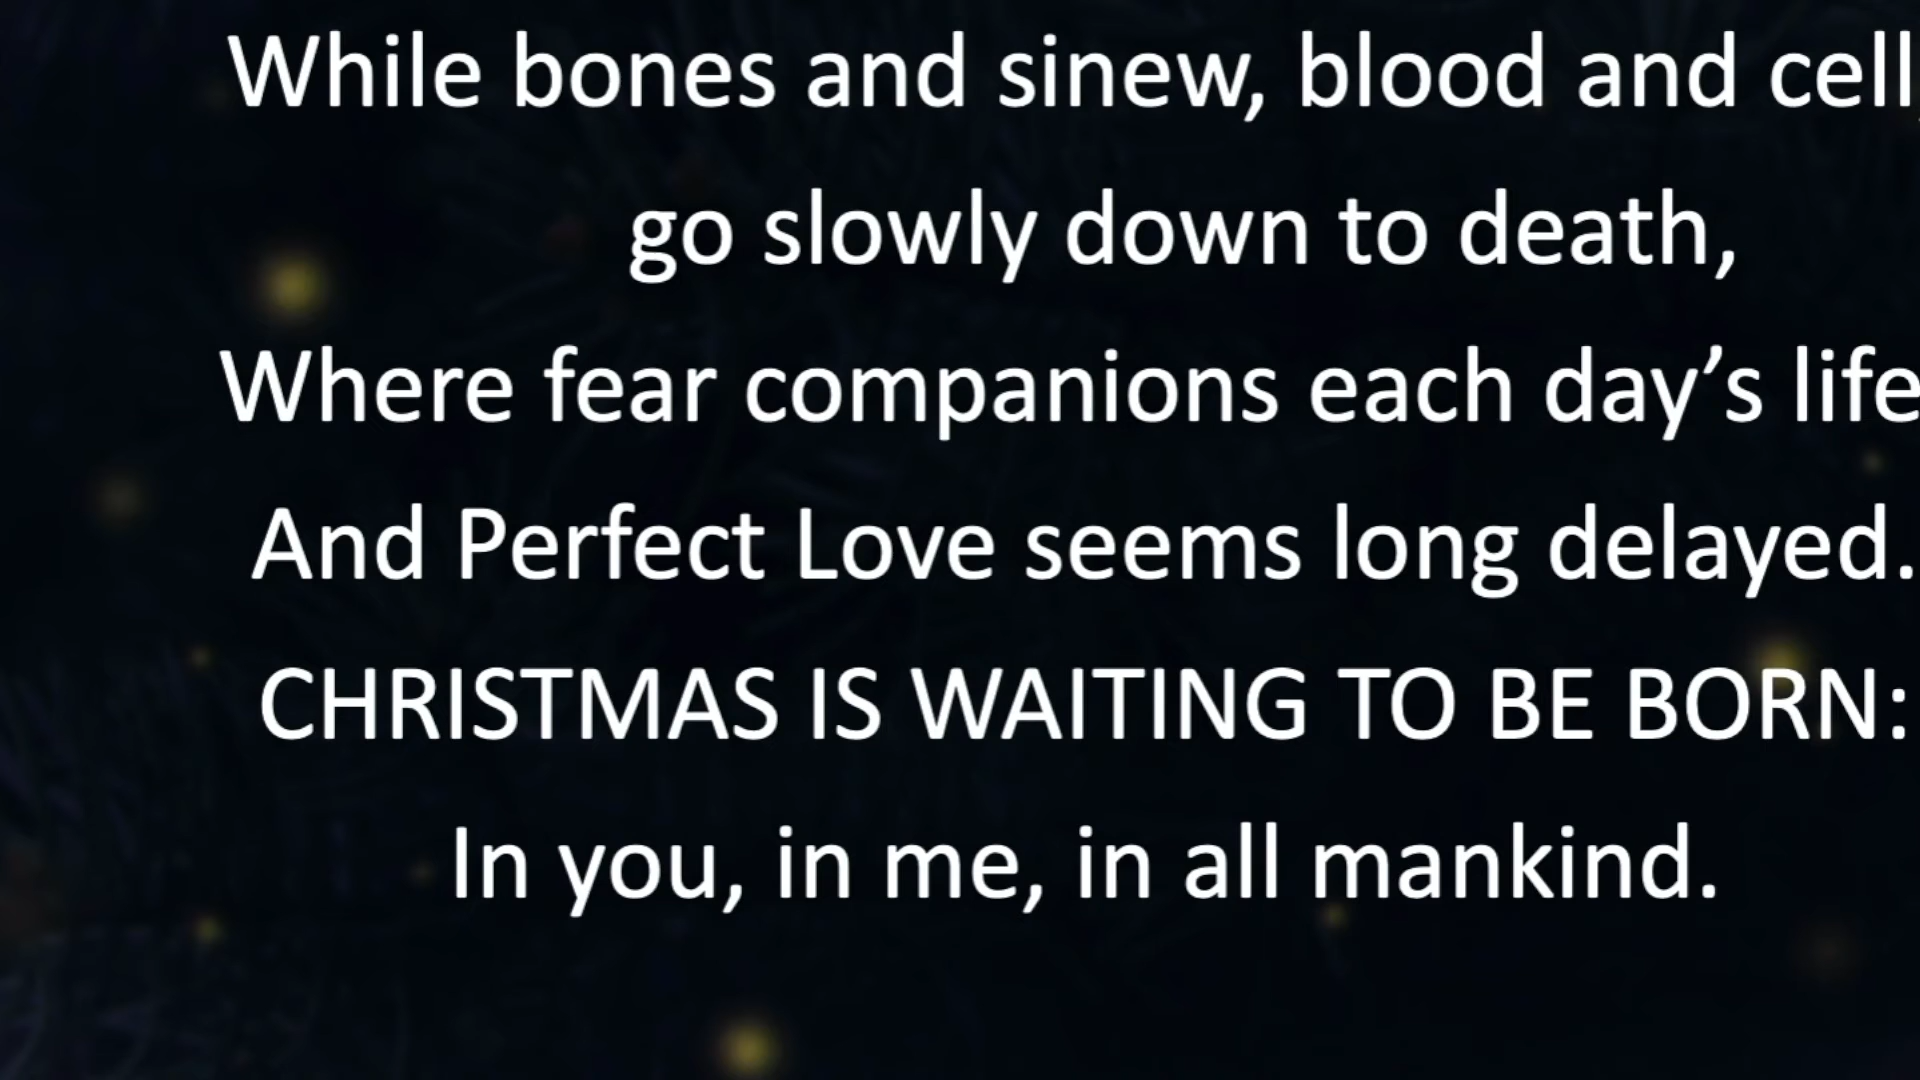 While bones and sinew, blood and cell,
go slowly down to death,
Where fear companions each day’s life
And Perfect Love seems long delayed.
CHRISTMAS IS WAITING TO BE BORN:
In you, in me, in all mankind.